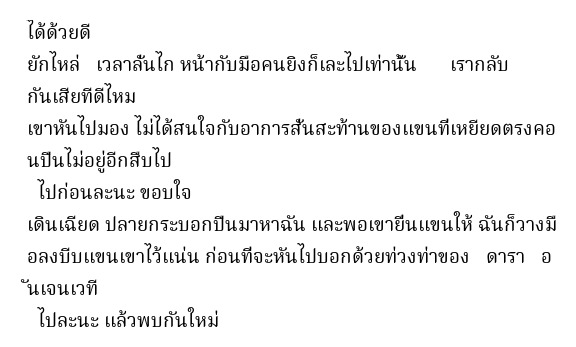 ได้ด้วยดี
ยักไหล่ เวลาลั่นไก หน้ากับมือคนยิงก็เละไปเท่านั้น เรากลับ
กันเสียทีดีไหม
เขาหันไปมอง ไม่ได้สนใจกับอาการสั่นสะท้านของแขนที่เหยียดตรงคอ
นปืนไม่อยู่อีกสืบไป
ไปก่อนละนะ ขอบใจ
เดินเฉียด ปลายกระบอกปืนมาหาฉัน และพอเขายื่นแขนให้ ฉันก็วางมื
อลงบีบแขนเขาไว้แน่น ก่อนที่จะหันไปบอกด้วยท่วงท่าของ ดารา อ
ันเจนเวที
ไปละนะ แล้วพบกันใหม่